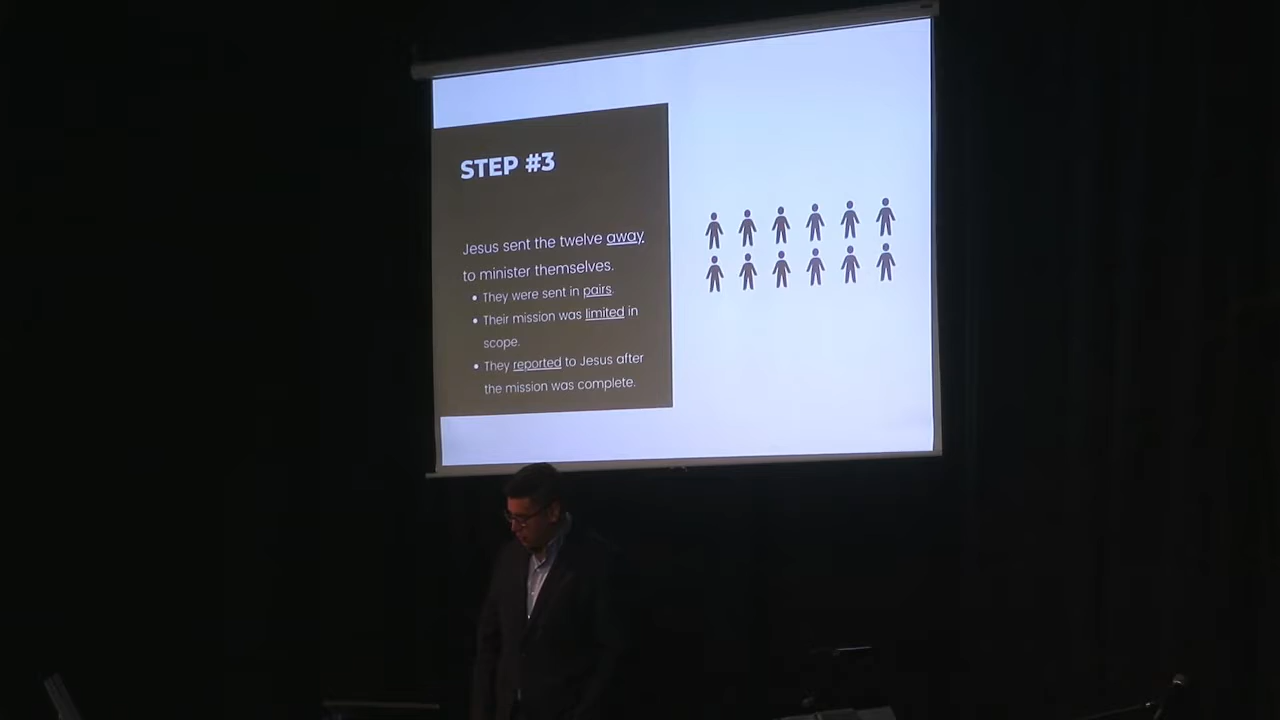 STEP #3
Jesus sent the twelve away
to minister themselves.
• They were sent in pairs.
• Their mission was limited in
scope.
• They reported to Jesus after
the mission was complete.